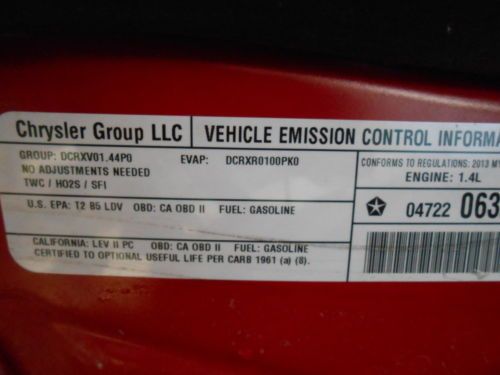 Chrysler Group LLC VEHICLE EMISSION CONTROL
GROUP: DCRXV01.44P0 EVAP: DCRXR0100PK0
NO ADJUSTMENTS NEEDED
TWC / HO2S / SFI
CONFORMS TO REGULATIONS: 2013 MY
ENGINE: 1.4L
U.S. EPA: T2 B5 LDV OBD: CA OBD II FUEL: GASOLINE
04722 063
CALIFORNIA: LEV II PC OBD: CA OBD II FUEL: GASOLINE
CERTIFIED TO OPTIONAL USEFUL LIFE PER CARB 1961 (a) (8).